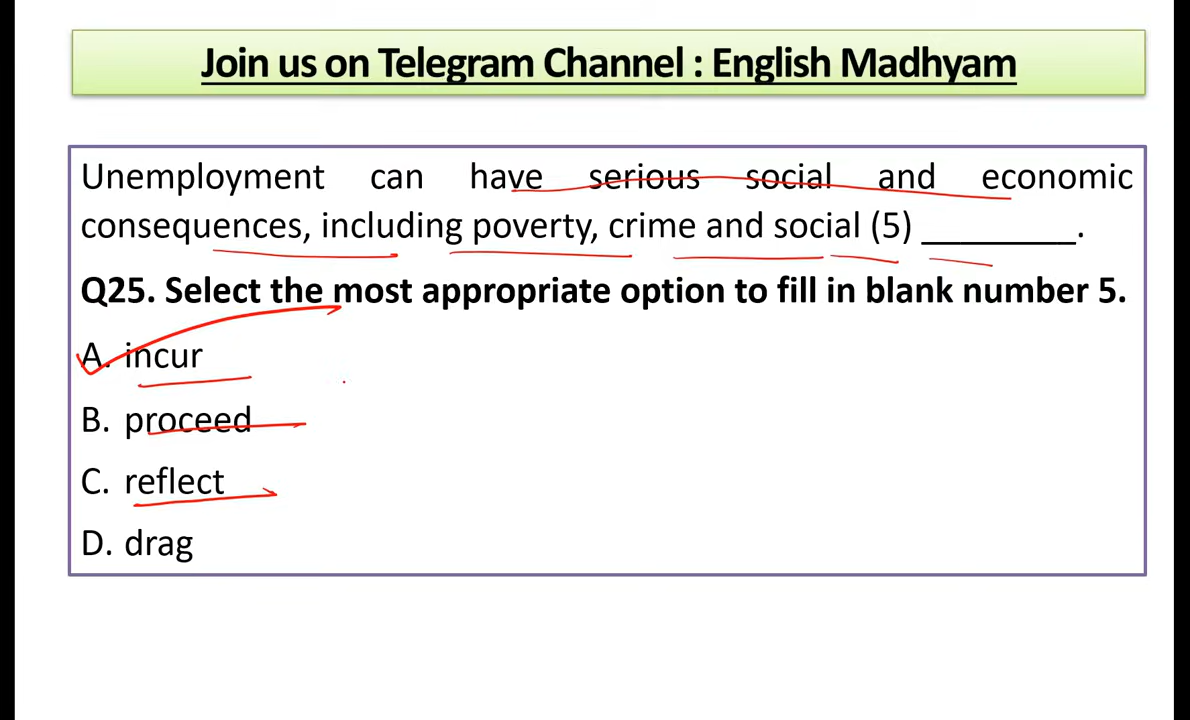 Join us on Telegram Channel : English Madhyam
Unemployment can have serious social and economic
consequences, including poverty, crime and social (5) ________.
Q25. Select the most appropriate option to fill in blank number 5.
A. incur
B. proceed
C. reflect
D. drag